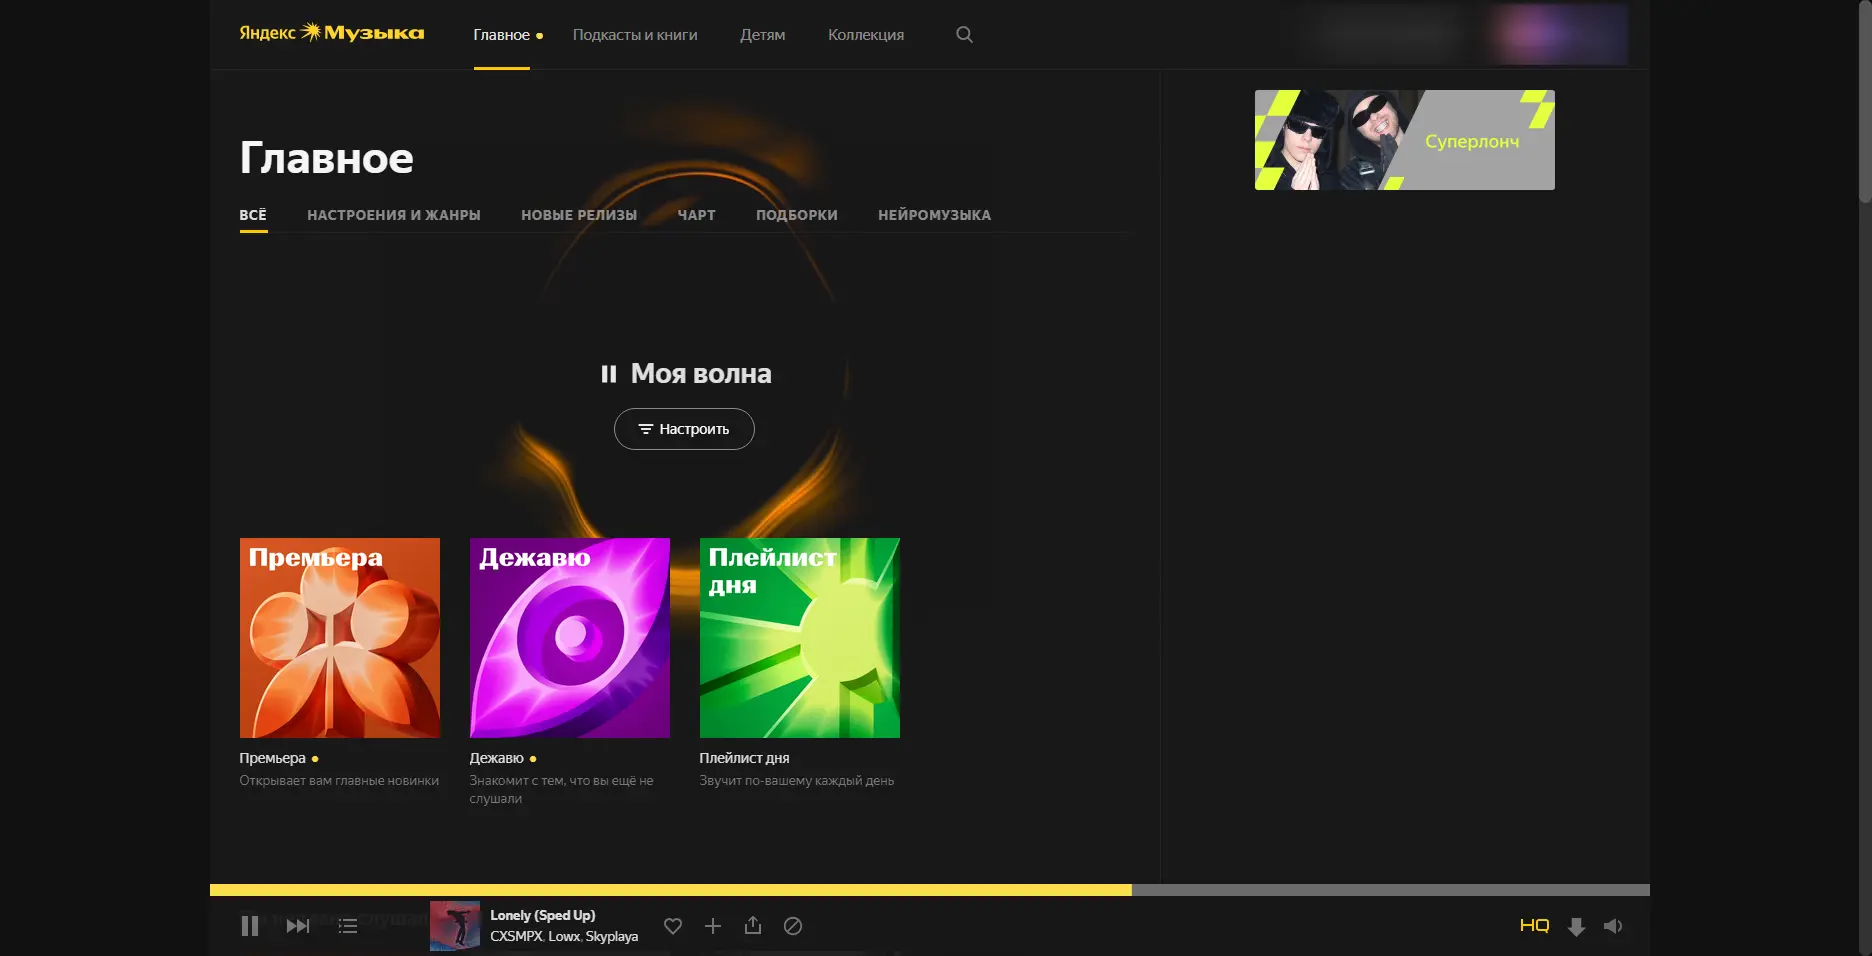 Яндекс Музыка
Главное
Подкасты и книги
Детям
Коллекция
Суперлонч
Главное
ВСЁ
НАСТРОЕНИЯ И ЖАНРЫ
НОВЫЕ РЕЛИЗЫ
ЧАРТ
ПОДБОРКИ
НЕЙРОМУЗЫКА
Моя волна
Настроить
Премьера
Дежавю
Плейлист
дня
Премьера
Открывает вам главные новинки
Дежавю
Знакомит с тем, что вы ещё не
слушали
Плейлист дня
Звучит по-вашему каждый день
Lonely (Sped Up)
CXSMPX, Lowx, Skyplaya
HQ